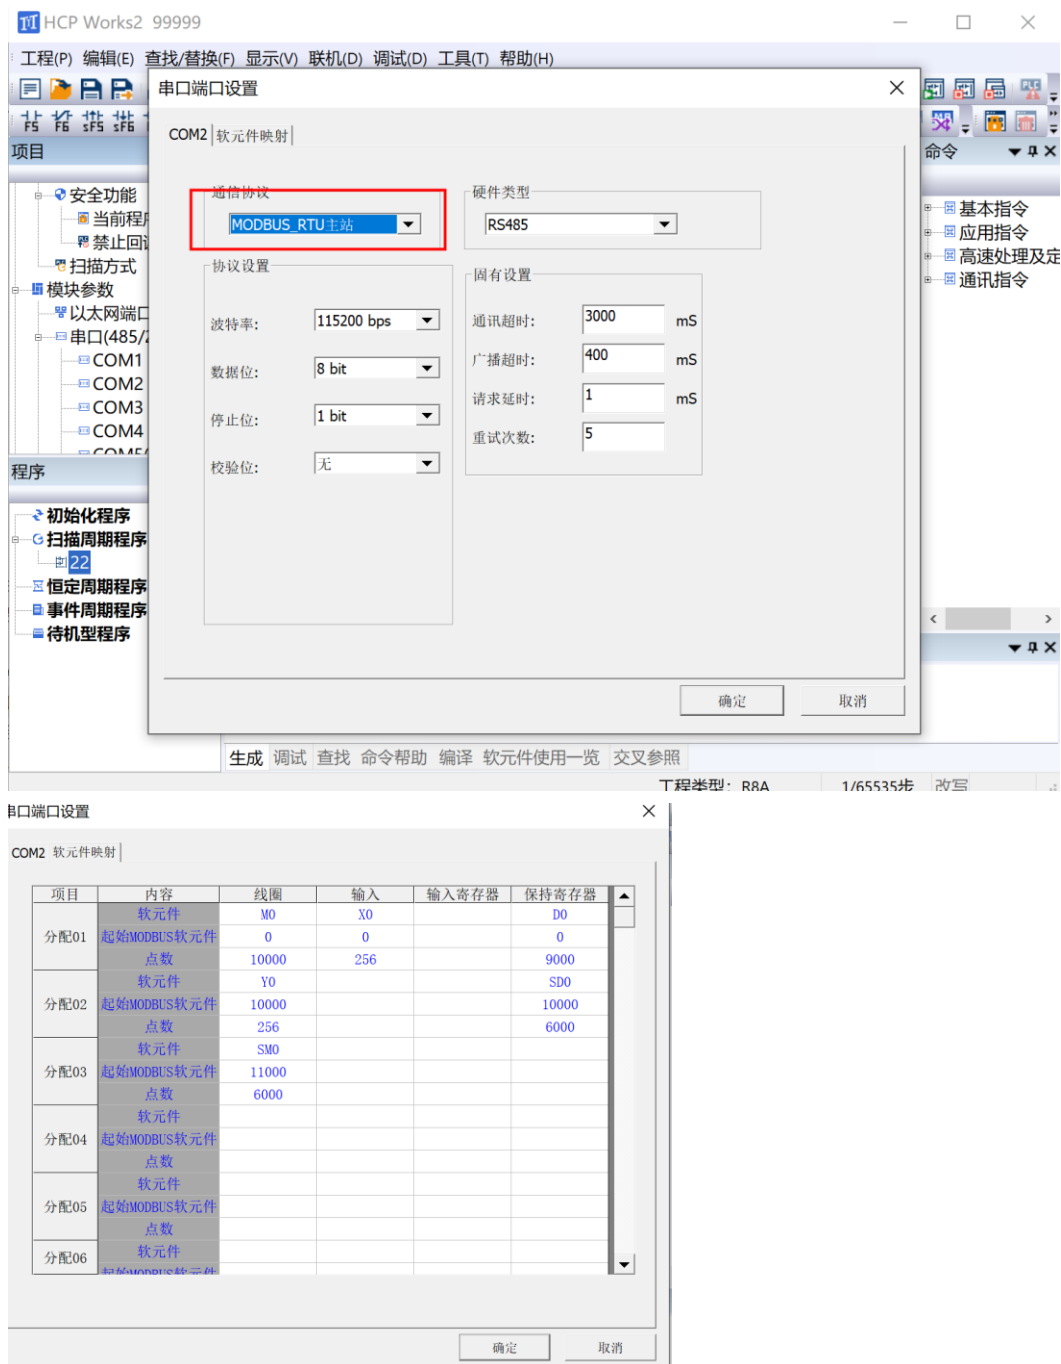 HCP Works2 99999
工程(P) 编辑(E) 查找/替换(F) 显示(V) 联机(D) 调试(D) 工具(T) 帮助(H)
串口端口设置
F5 F6 sF5 sF6
项目
COM2 软元件映射
命令
安全功能
当前程
禁止回
扫描方式
模块参数
以太网端口
串口(485/2
COM1
COM2
COM3
COM4
通信协议
MODBUS_RTU主站
硬件类型
RS485
协议设置
波特率: 115200 bps
数据位: 8 bit
停止位: 1 bit
校验位: 无
固有设置
通讯超时: 3000 mS
广播超时: 400 mS
请求延时: 1 mS
重试次数: 5
基本指令
应用指令
高速处理及定
通讯指令
程序
初始化程序
扫描周期程序
22
恒定周期程序
事件周期程序
待机型程序
确定 取消
生成 调试 查找 命令帮助 编译 软元件使用一览 交叉参照
工程类型: R8A 1/65535步 改写
串口端口设置
COM2 软元件映射
项目 内容 线圈 输入 输入寄存器 保持寄存器
分配01 软元件 M0 X0 D0
起始MODBUS软元件 0 0 0
点数 10000 256 9000
分配02 软元件 Y0 SD0
起始MODBUS软元件 10000 10000
点数 256 6000
分配03 软元件 SM0
起始MODBUS软元件 11000
点数 6000
分配04 软元件
起始MODBUS软元件
点数
分配05 软元件
起始MODBUS软元件
点数
分配06 软元件
起始MODBUS软元件
确定 取消